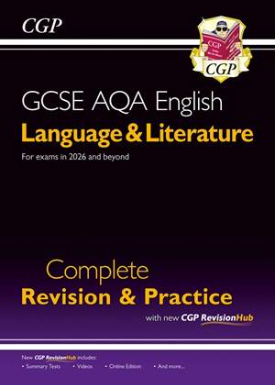 CGP
CGP
GCSE AQA English
Language & Literature
For exams in 2026 and beyond
Complete
Revision & Practice
with new CGP RevisionHub
New CGP RevisionHub includes:
• Summary Tests • Videos • Online Edition • And more...